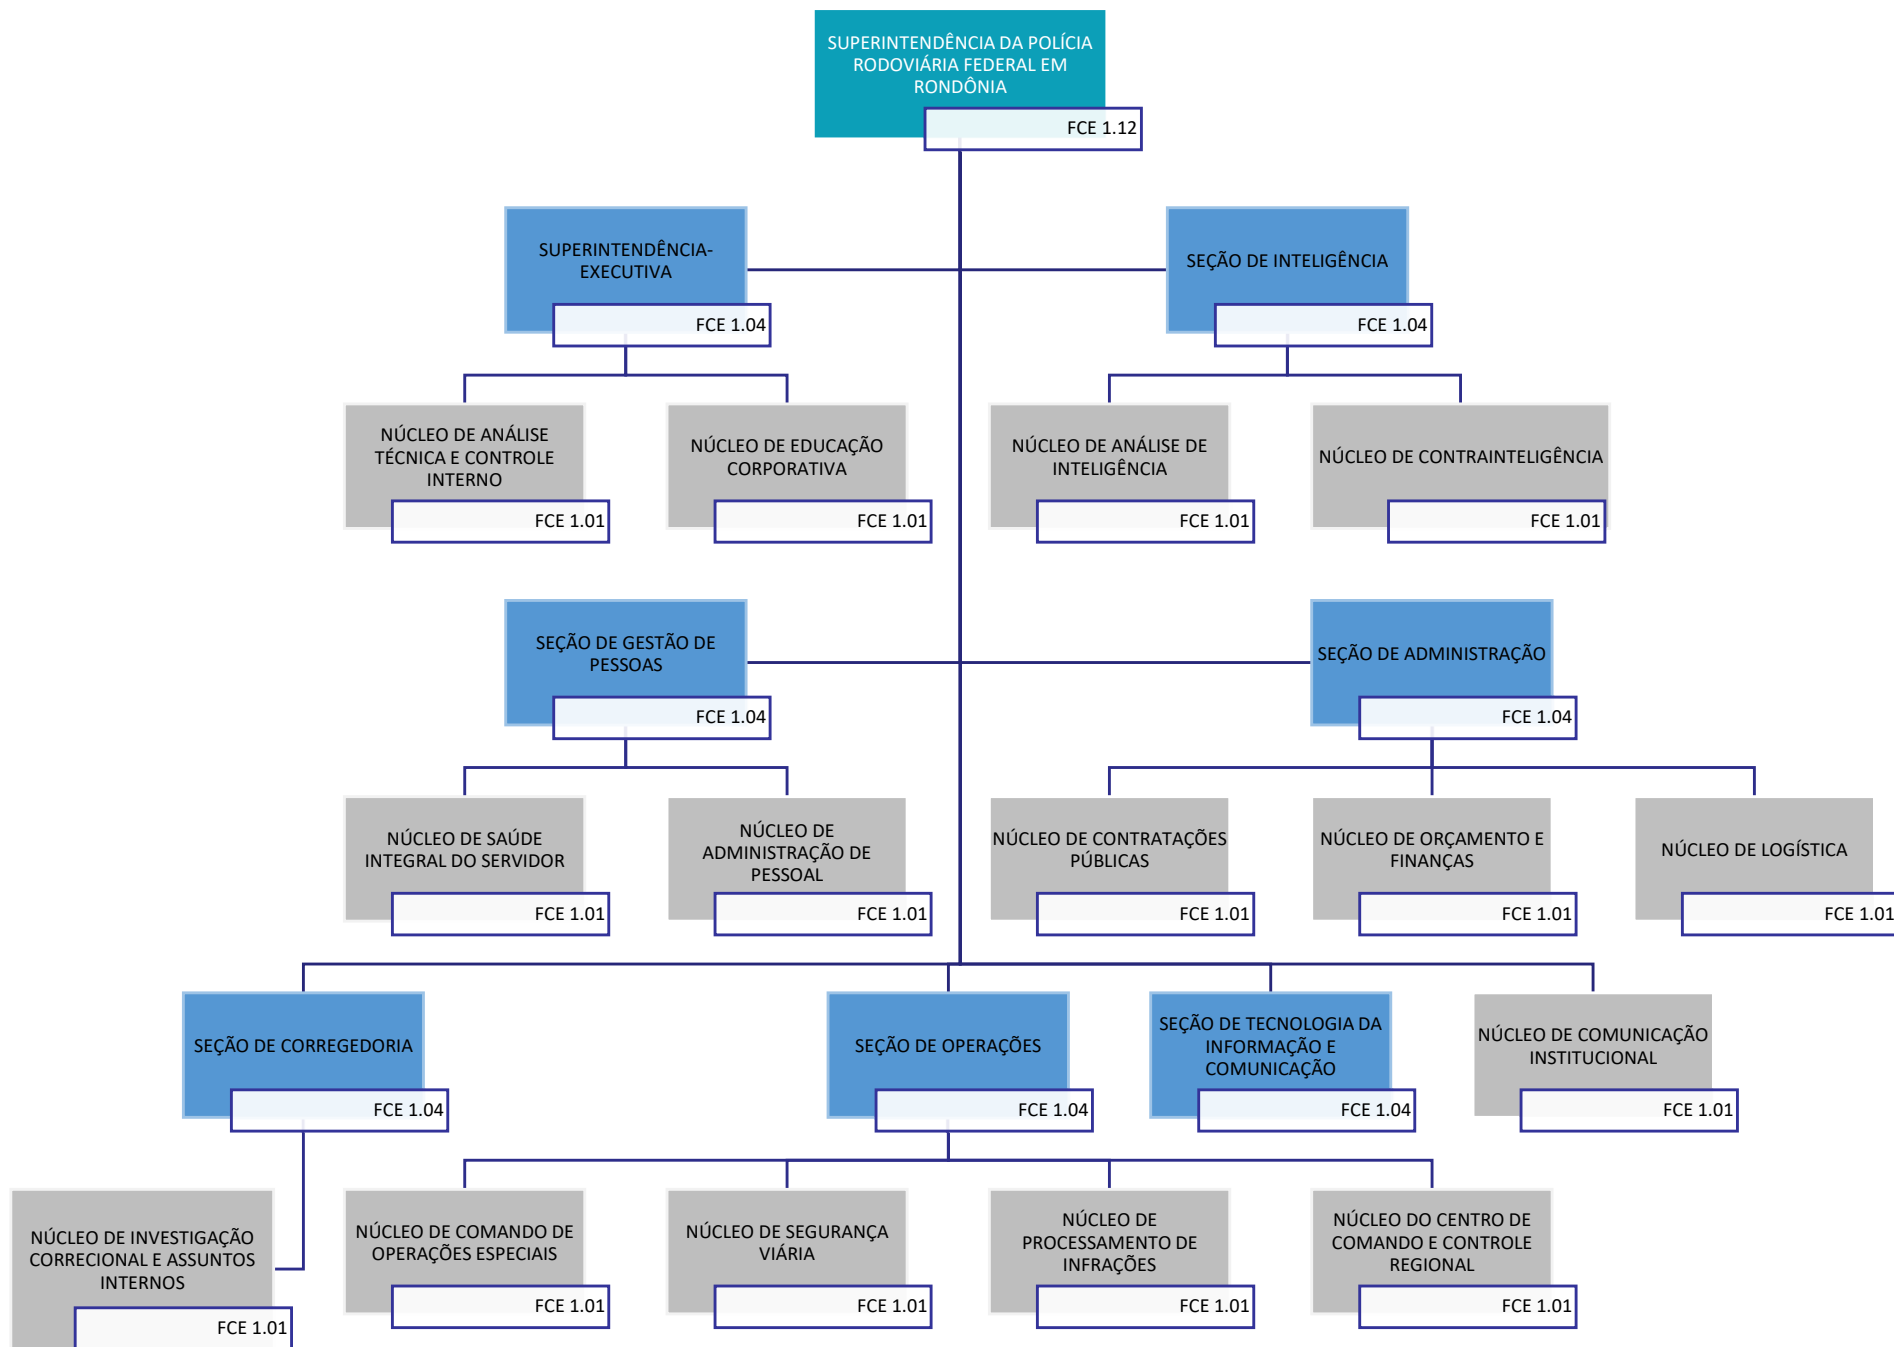 SUPERINTENDÊNCIA DA POLÍCIA
RODOVIÁRIA FEDERAL EM
RONDÔNIA
FCE 1.12
SUPERINTENDÊNCIA-
EXECUTIVA
FCE 1.04
SEÇÃO DE INTELIGÊNCIA
FCE 1.04
NÚCLEO DE ANÁLISE
TÉCNICA E CONTROLE
INTERNO
FCE 1.01
NÚCLEO DE EDUCAÇÃO
CORPORATIVA
FCE 1.01
NÚCLEO DE ANÁLISE DE
INTELIGÊNCIA
FCE 1.01
NÚCLEO DE CONTRAINTELIGÊNCIA
FCE 1.01
SEÇÃO DE GESTÃO DE
PESSOAS
FCE 1.04
SEÇÃO DE ADMINISTRAÇÃO
FCE 1.04
NÚCLEO DE SAÚDE
INTEGRAL DO SERVIDOR
FCE 1.01
NÚCLEO DE
ADMINISTRAÇÃO DE
PESSOAL
FCE 1.01
NÚCLEO DE CONTRATAÇÕES
PÚBLICAS
FCE 1.01
NÚCLEO DE ORÇAMENTO E
FINANÇAS
FCE 1.01
NÚCLEO DE LOGÍSTICA
FCE 1.01
SEÇÃO DE CORREGEDORIA
FCE 1.04
SEÇÃO DE OPERAÇÕES
FCE 1.04
SEÇÃO DE TECNOLOGIA DA
INFORMAÇÃO E
COMUNICAÇÃO
FCE 1.04
NÚCLEO DE COMUNICAÇÃO
INSTITUCIONAL
FCE 1.01
NÚCLEO DE INVESTIGAÇÃO
CORRECIONAL E ASSUNTOS
INTERNOS
FCE 1.01
NÚCLEO DE COMANDO DE
OPERAÇÕES ESPECIAIS
FCE 1.01
NÚCLEO DE SEGURANÇA
VIÁRIA
FCE 1.01
NÚCLEO DE
PROCESSAMENTO DE
INFRAÇÕES
FCE 1.01
NÚCLEO DO CENTRO DE
COMANDO E CONTROLE
REGIONAL
FCE 1.01